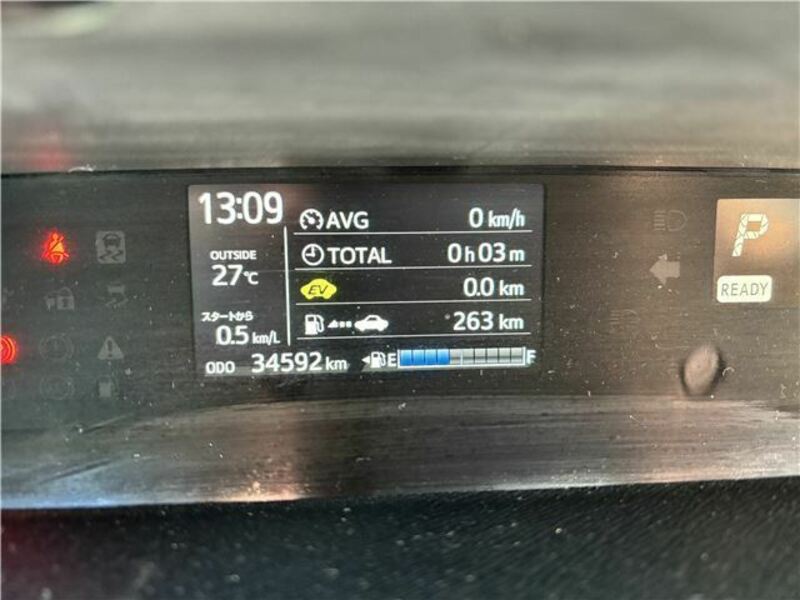 13:09
AVG 0 km/h
OUTSIDE
27℃
TOTAL 0h03m
EV 0.0 km
スタートから
0.5 km/L
263 km
ODO 34592 km
E F
P
READY